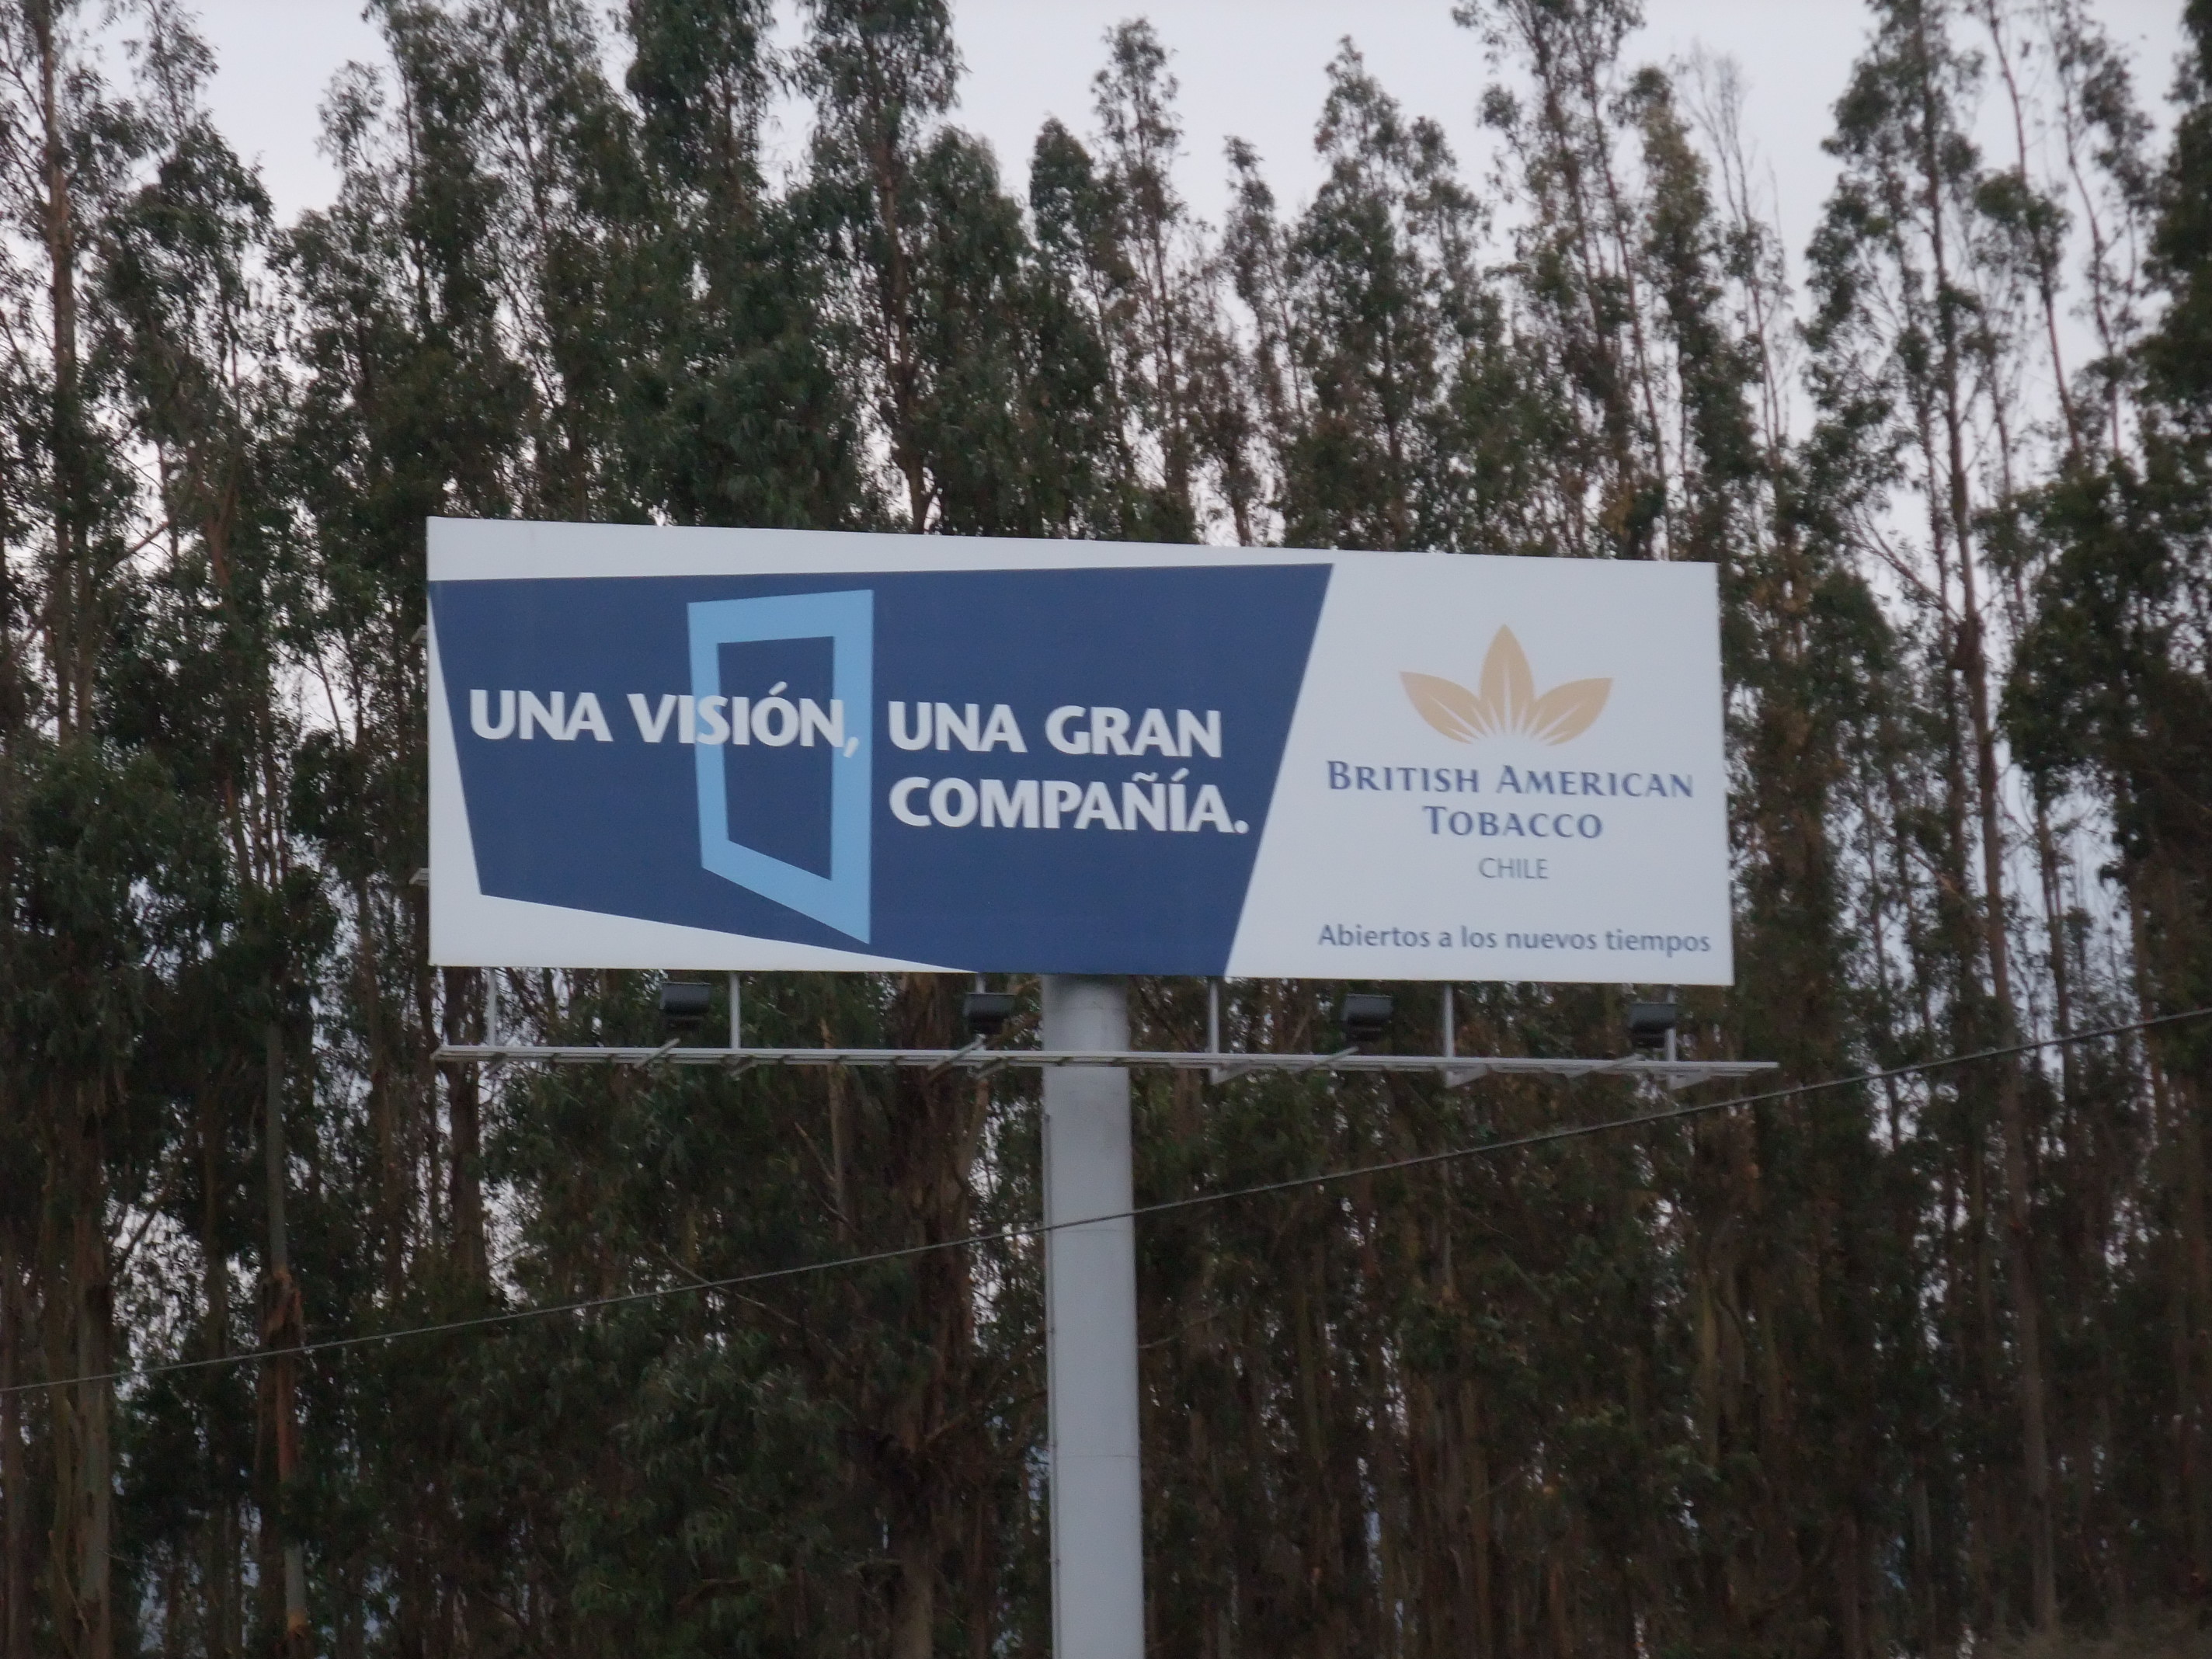 UNA VISIÓN, UNA GRAN
COMPAÑÍA.
BRITISH AMERICAN
TOBACCO
CHILE
Abiertos a los nuevos tiempos